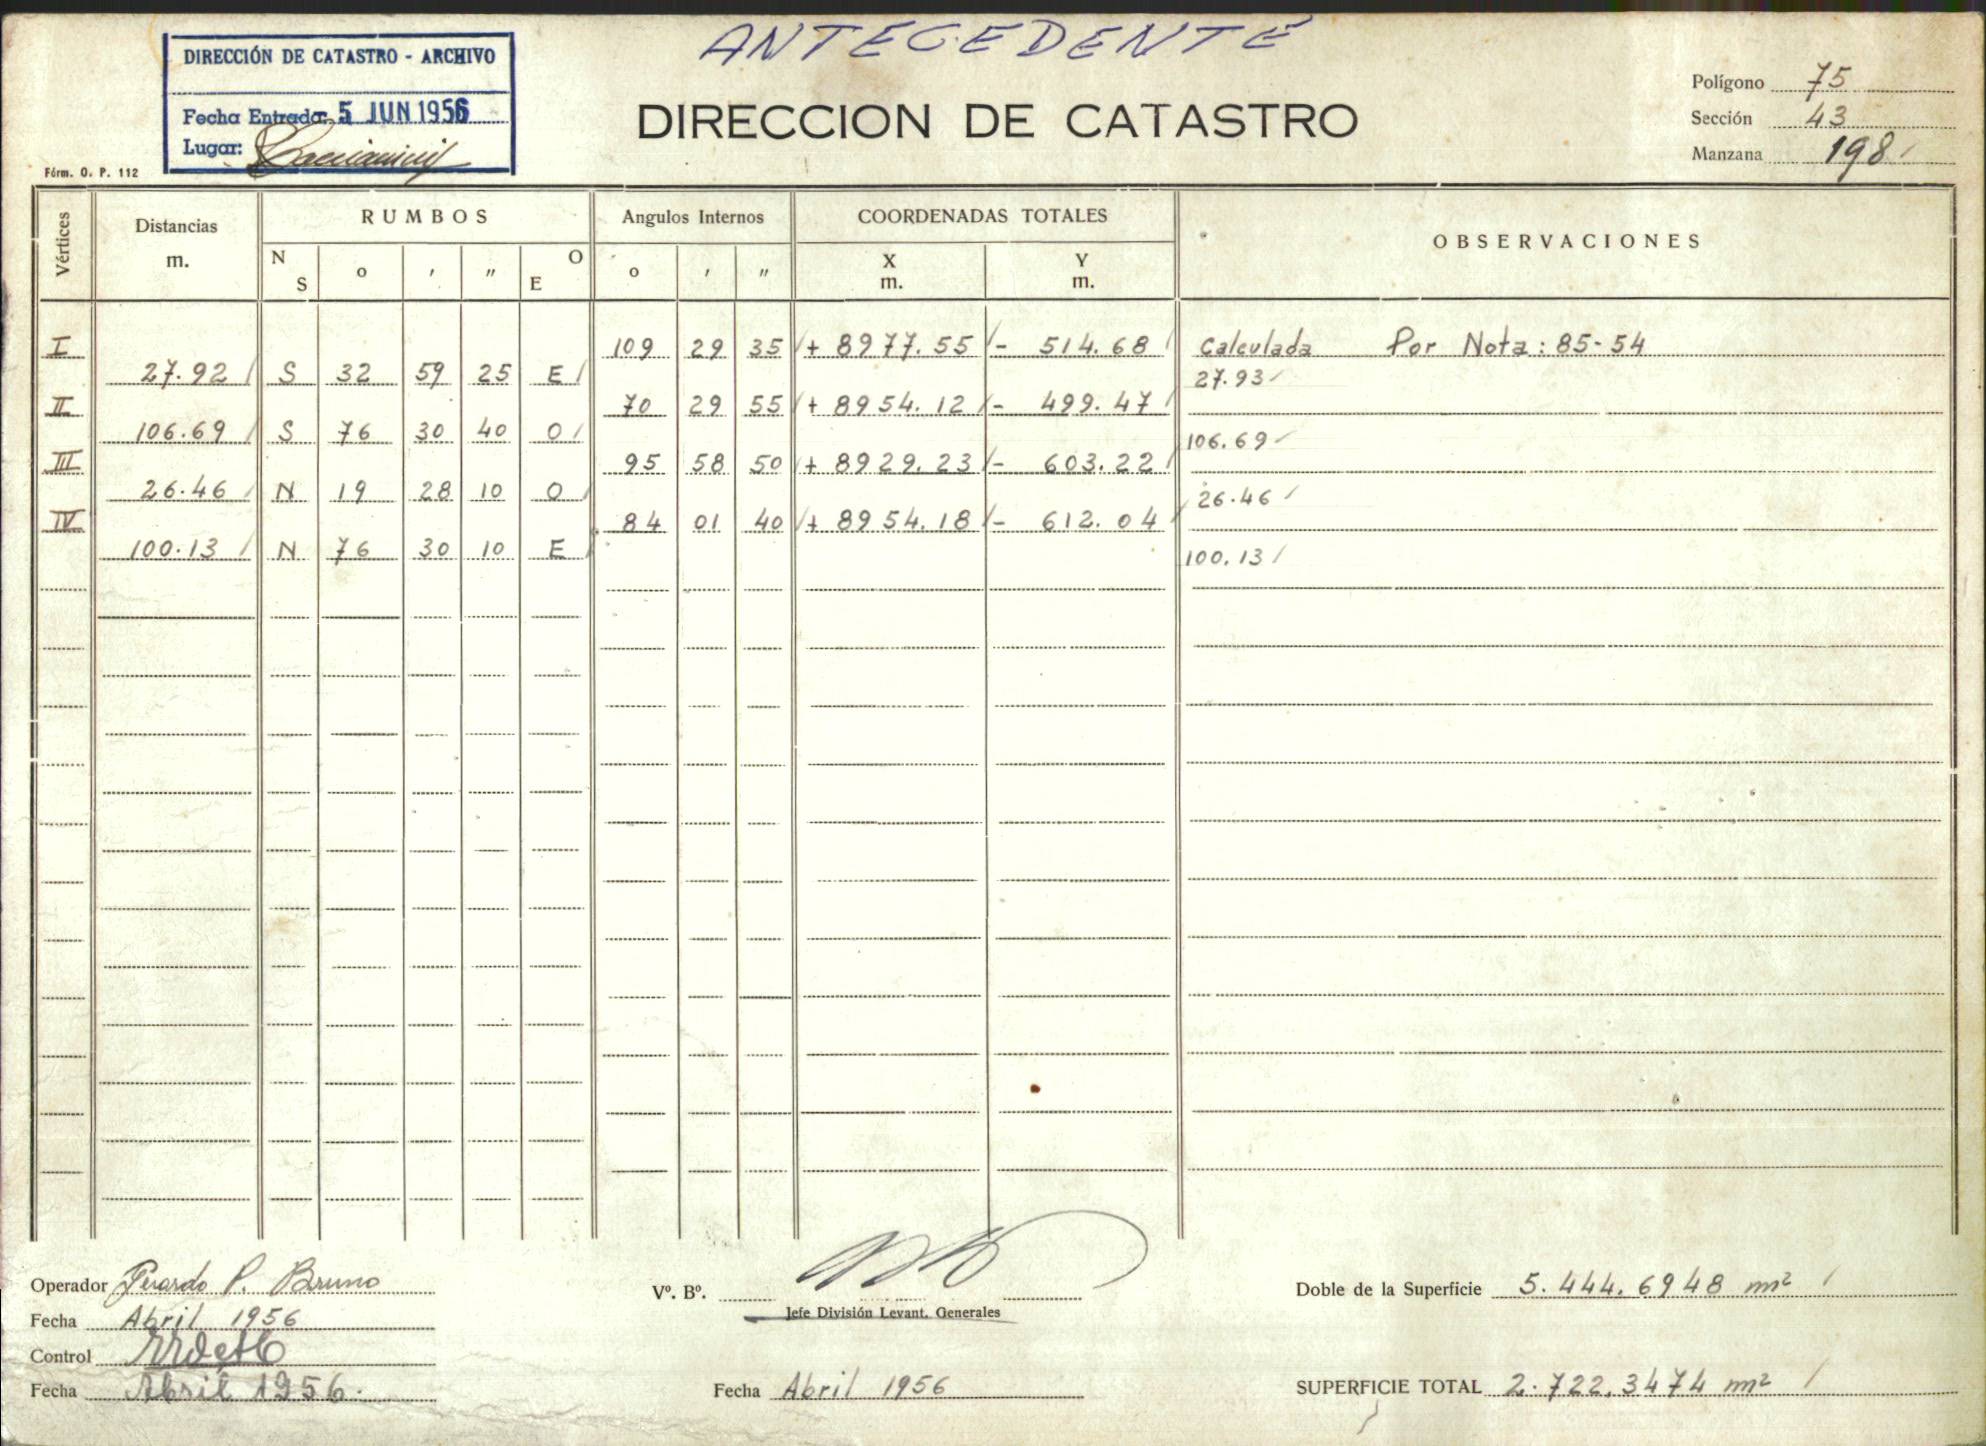 ANTECEDENTE
DIRECCIÓN DE CATASTRO - ARCHIVO
Fecha Entrada: 5 JUN 1956
Lugar:
DIRECCION DE CATASTRO
Polígono 75
Sección 43
Manzana 198
Fórm. O. P. 112
Vértices Distancias m. RUMBOS Angulos Internos COORDENADAS TOTALES OBSERVACIONES
N S o ' " O E o ' " X m. Y m.
I 109 29 35 + 8977.55 - 514.68 Calculada Por Nota: 85-54
27.92 S 32 59 25 E 27.93
II 70 29 55 + 8954.12 - 499.47
106.69 S 76 30 40 O 106.69
III 95 58 50 + 8929.23 - 603.22
26.46 N 19 28 10 O 26.46
IV 84 01 40 + 8954.18 - 612.04
100.13 N 76 30 10 E 100.13
Operador P. Bruno
Vº. Bº.
Doble de la Superficie 5.444.6948 m²
Jefe División Levant. Generales
Fecha Abril 1956
Control
Fecha Abril 1956.
Fecha Abril 1956
SUPERFICIE TOTAL 2.722.3474 m²